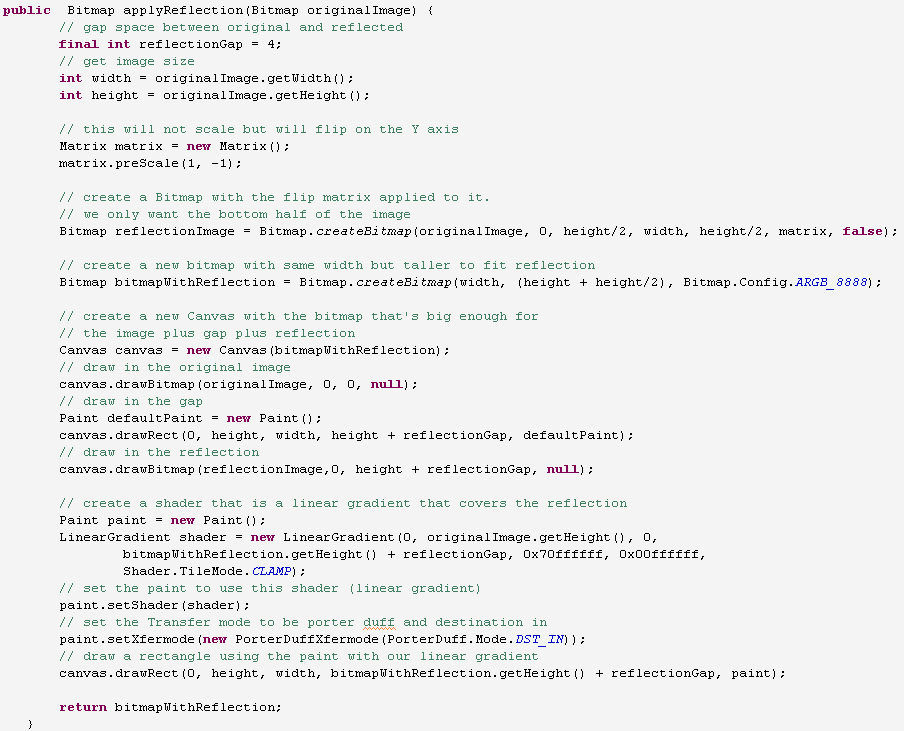 public  Bitmap applyReflection(Bitmap originalImage) {
// gap space between original and reflected
final int reflectionGap = 4;
// get image size
int width = originalImage.getWidth();
int height = originalImage.getHeight();
// this will not scale but will flip on the Y axis
Matrix matrix = new Matrix();
matrix.preScale(1, -1);
// create a Bitmap with the flip matrix applied to it.
// we only want the bottom half of the image
Bitmap reflectionImage = Bitmap.createBitmap(originalImage, 0, height/2, width, height/2, matrix, false);
// create a new bitmap with same width but taller to fit reflection
Bitmap bitmapWithReflection = Bitmap.createBitmap(width, (height + height/2), Bitmap.Config.ARGB_8888);
// create a new Canvas with the bitmap that's big enough for
// the image plus gap plus reflection
Canvas canvas = new Canvas(bitmapWithReflection);
// draw in the original image
canvas.drawBitmap(originalImage, 0, 0, null);
// draw in the gap
Paint defaultPaint = new Paint();
canvas.drawRect(0, height, width, height + reflectionGap, defaultPaint);
// draw in the reflection
canvas.drawBitmap(reflectionImage,0, height + reflectionGap, null);
// create a shader that is a linear gradient that covers the reflection
Paint paint = new Paint();
LinearGradient shader = new LinearGradient(0, originalImage.getHeight(), 0,
bitmapWithReflection.getHeight() + reflectionGap, 0x70ffffff, 0x00ffffff,
Shader.TileMode.CLAMP);
// set the paint to use this shader (linear gradient)
paint.setShader(shader);
// set the Transfer mode to be porter duff and destination in
paint.setXfermode(new PorterDuffXfermode(PorterDuff.Mode.DST_IN));
// draw a rectangle using the paint with our linear gradient
canvas.drawRect(0, height, width, bitmapWithReflection.getHeight() + reflectionGap, paint);
return bitmapWithReflection;
}